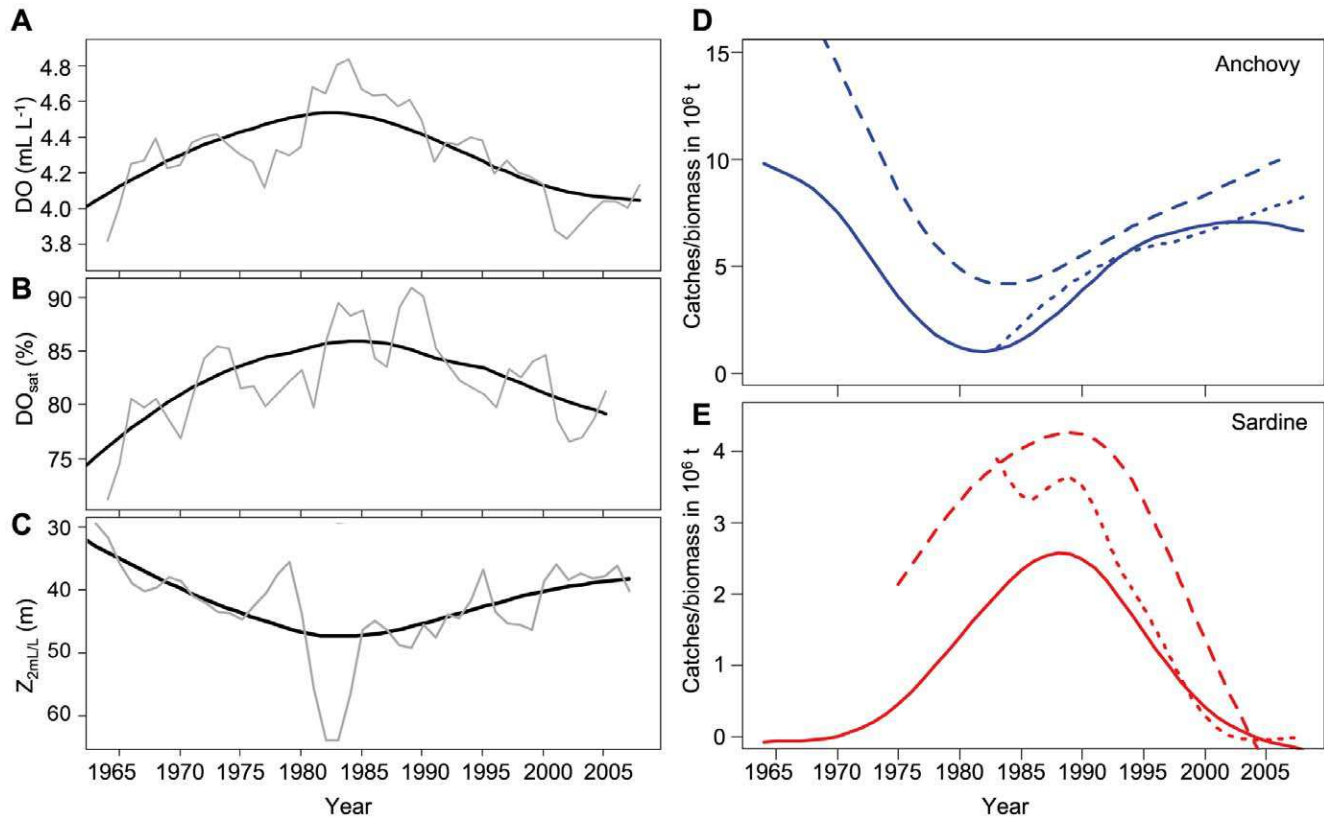 A
DO (mL L⁻¹)
4.8
4.6
4.4
4.2
4.0
3.8
B
DOsat (%)
90
85
80
75
C
Z2mL/L (m)
30
40
50
60
1965 1970 1975 1980 1985 1990 1995 2000 2005
Year
D
Anchovy
Catches/biomass in 10⁶ t
15
10
5
0
E
Sardine
Catches/biomass in 10⁶ t
4
3
2
1
0
1965 1970 1975 1980 1985 1990 1995 2000 2005
Year